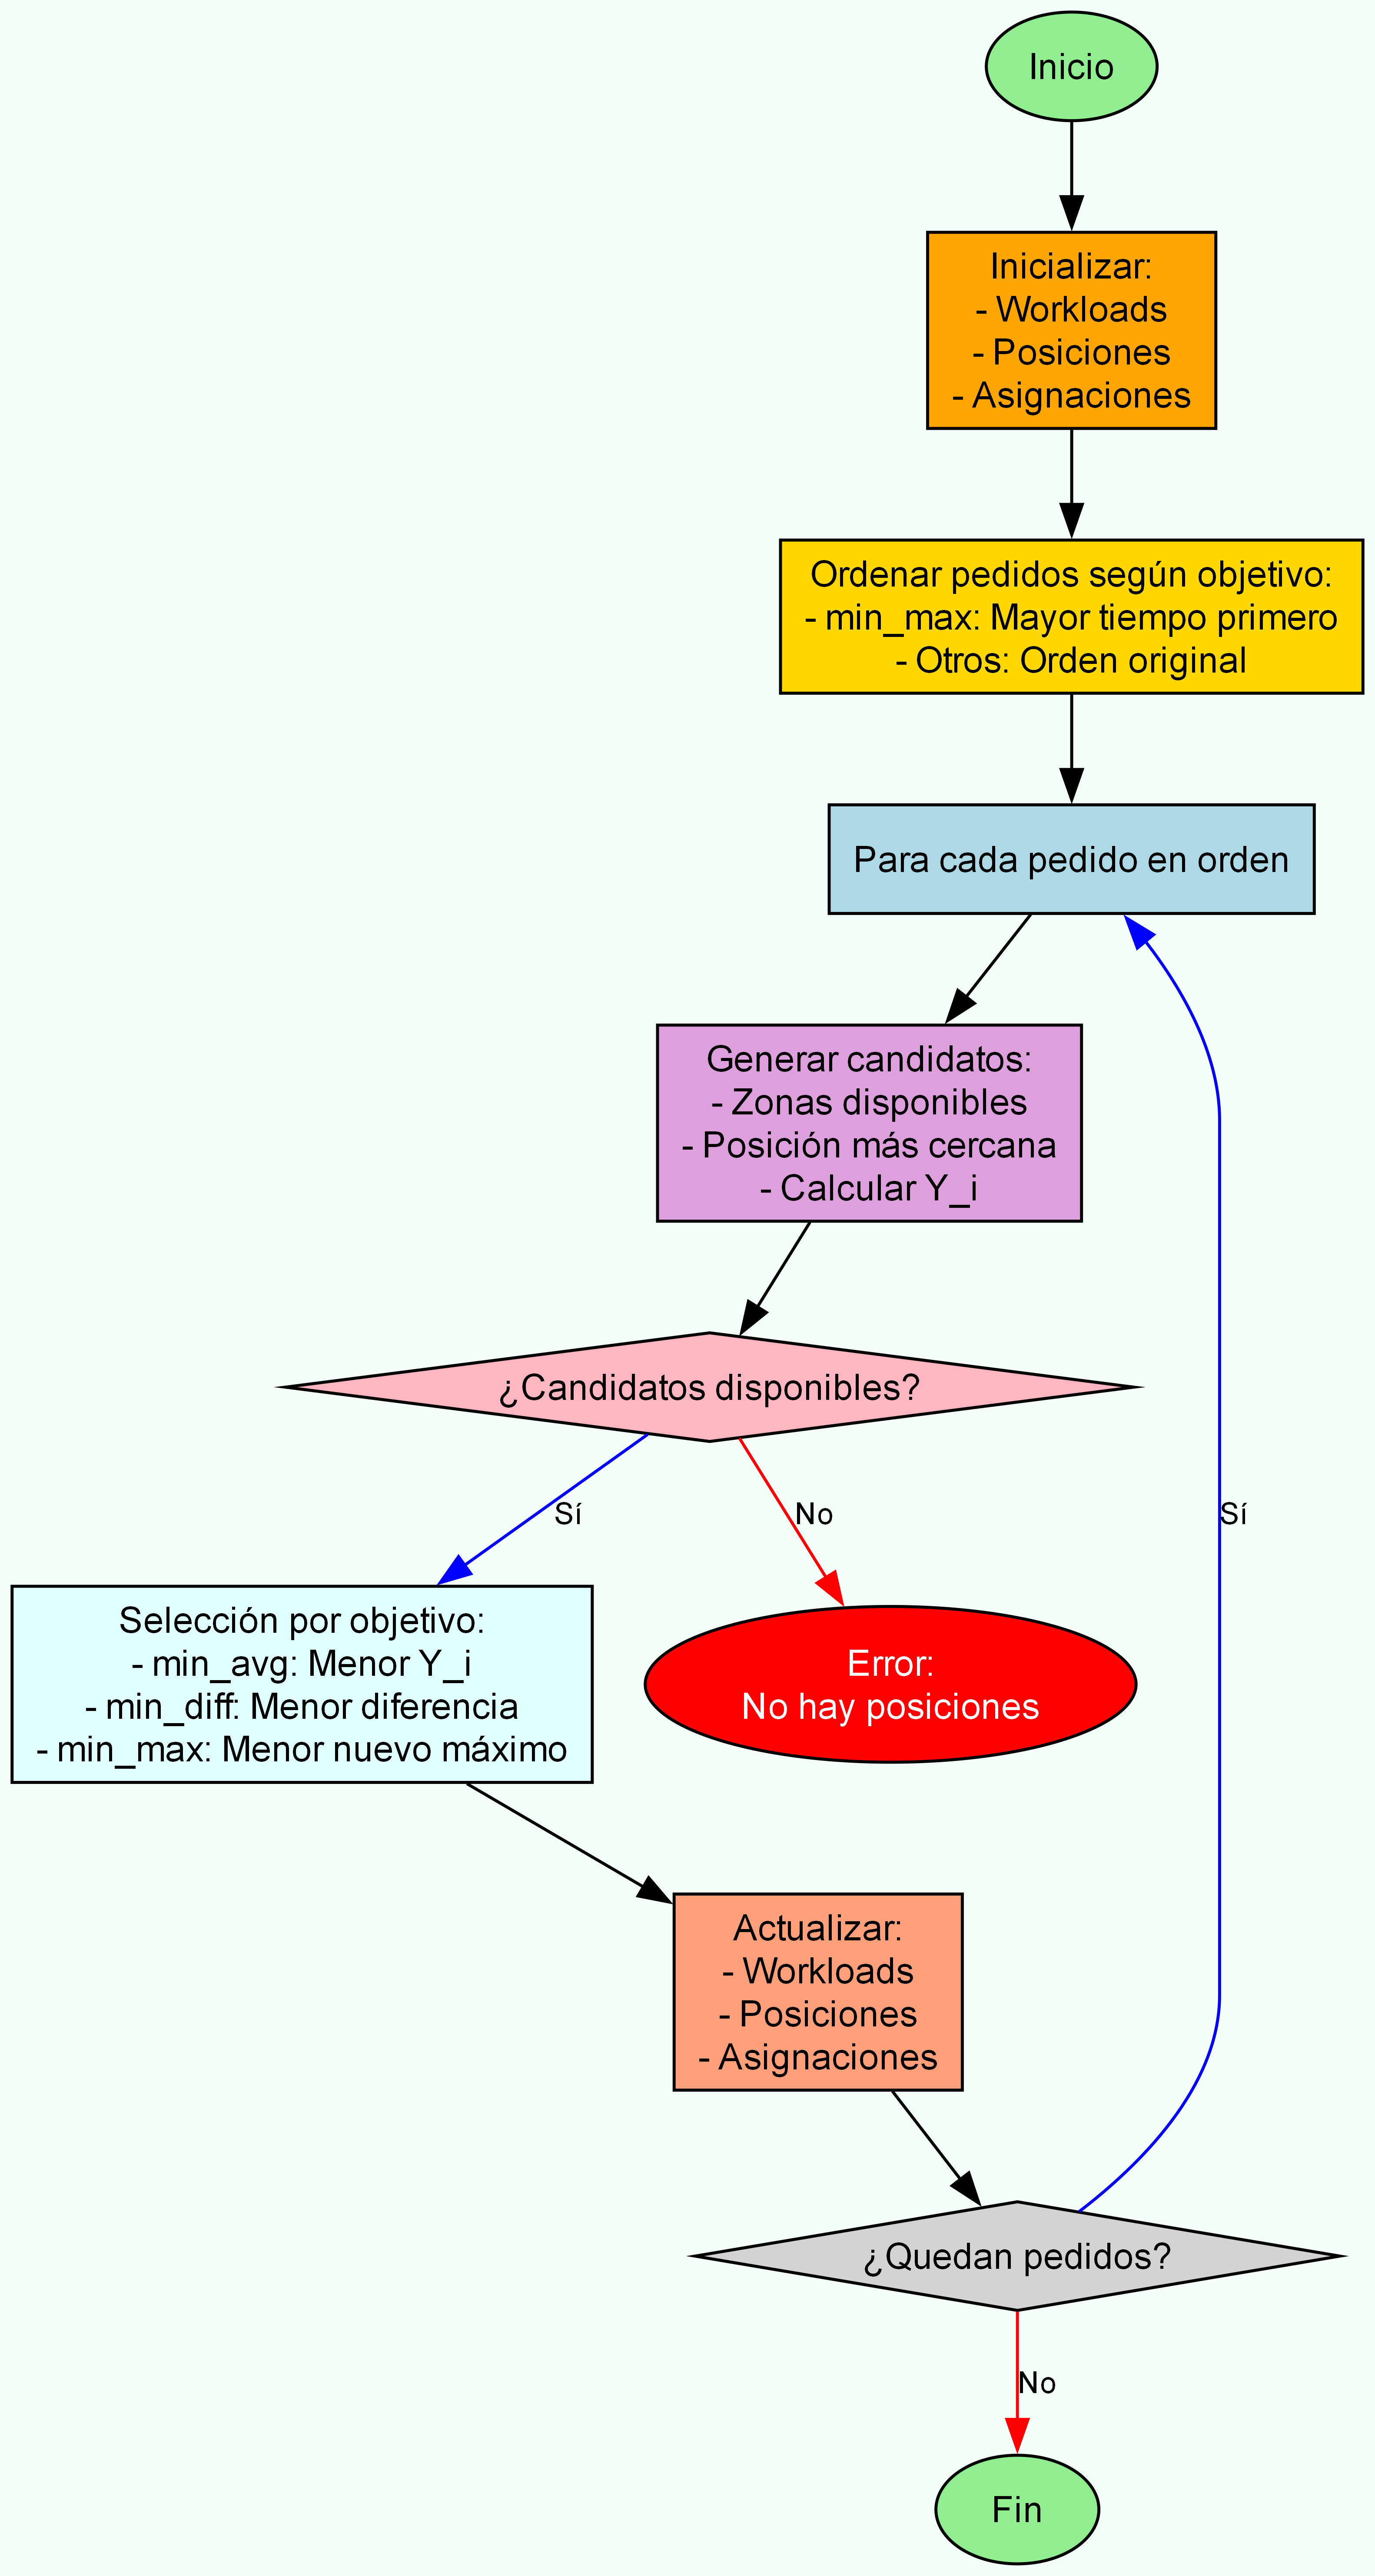 Inicio
Inicializar:
- Workloads
- Posiciones
- Asignaciones
Ordenar pedidos según objetivo:
- min_max: Mayor tiempo primero
- Otros: Orden original
Para cada pedido en orden
Generar candidatos:
- Zonas disponibles
- Posición más cercana
- Calcular Y_i
¿Candidatos disponibles?
Sí
No
Sí
Selección por objetivo:
- min_avg: Menor Y_i
- min_diff: Menor diferencia
- min_max: Menor nuevo máximo
Error:
No hay posiciones
Actualizar:
- Workloads
- Posiciones
- Asignaciones
¿Quedan pedidos?
No
Fin